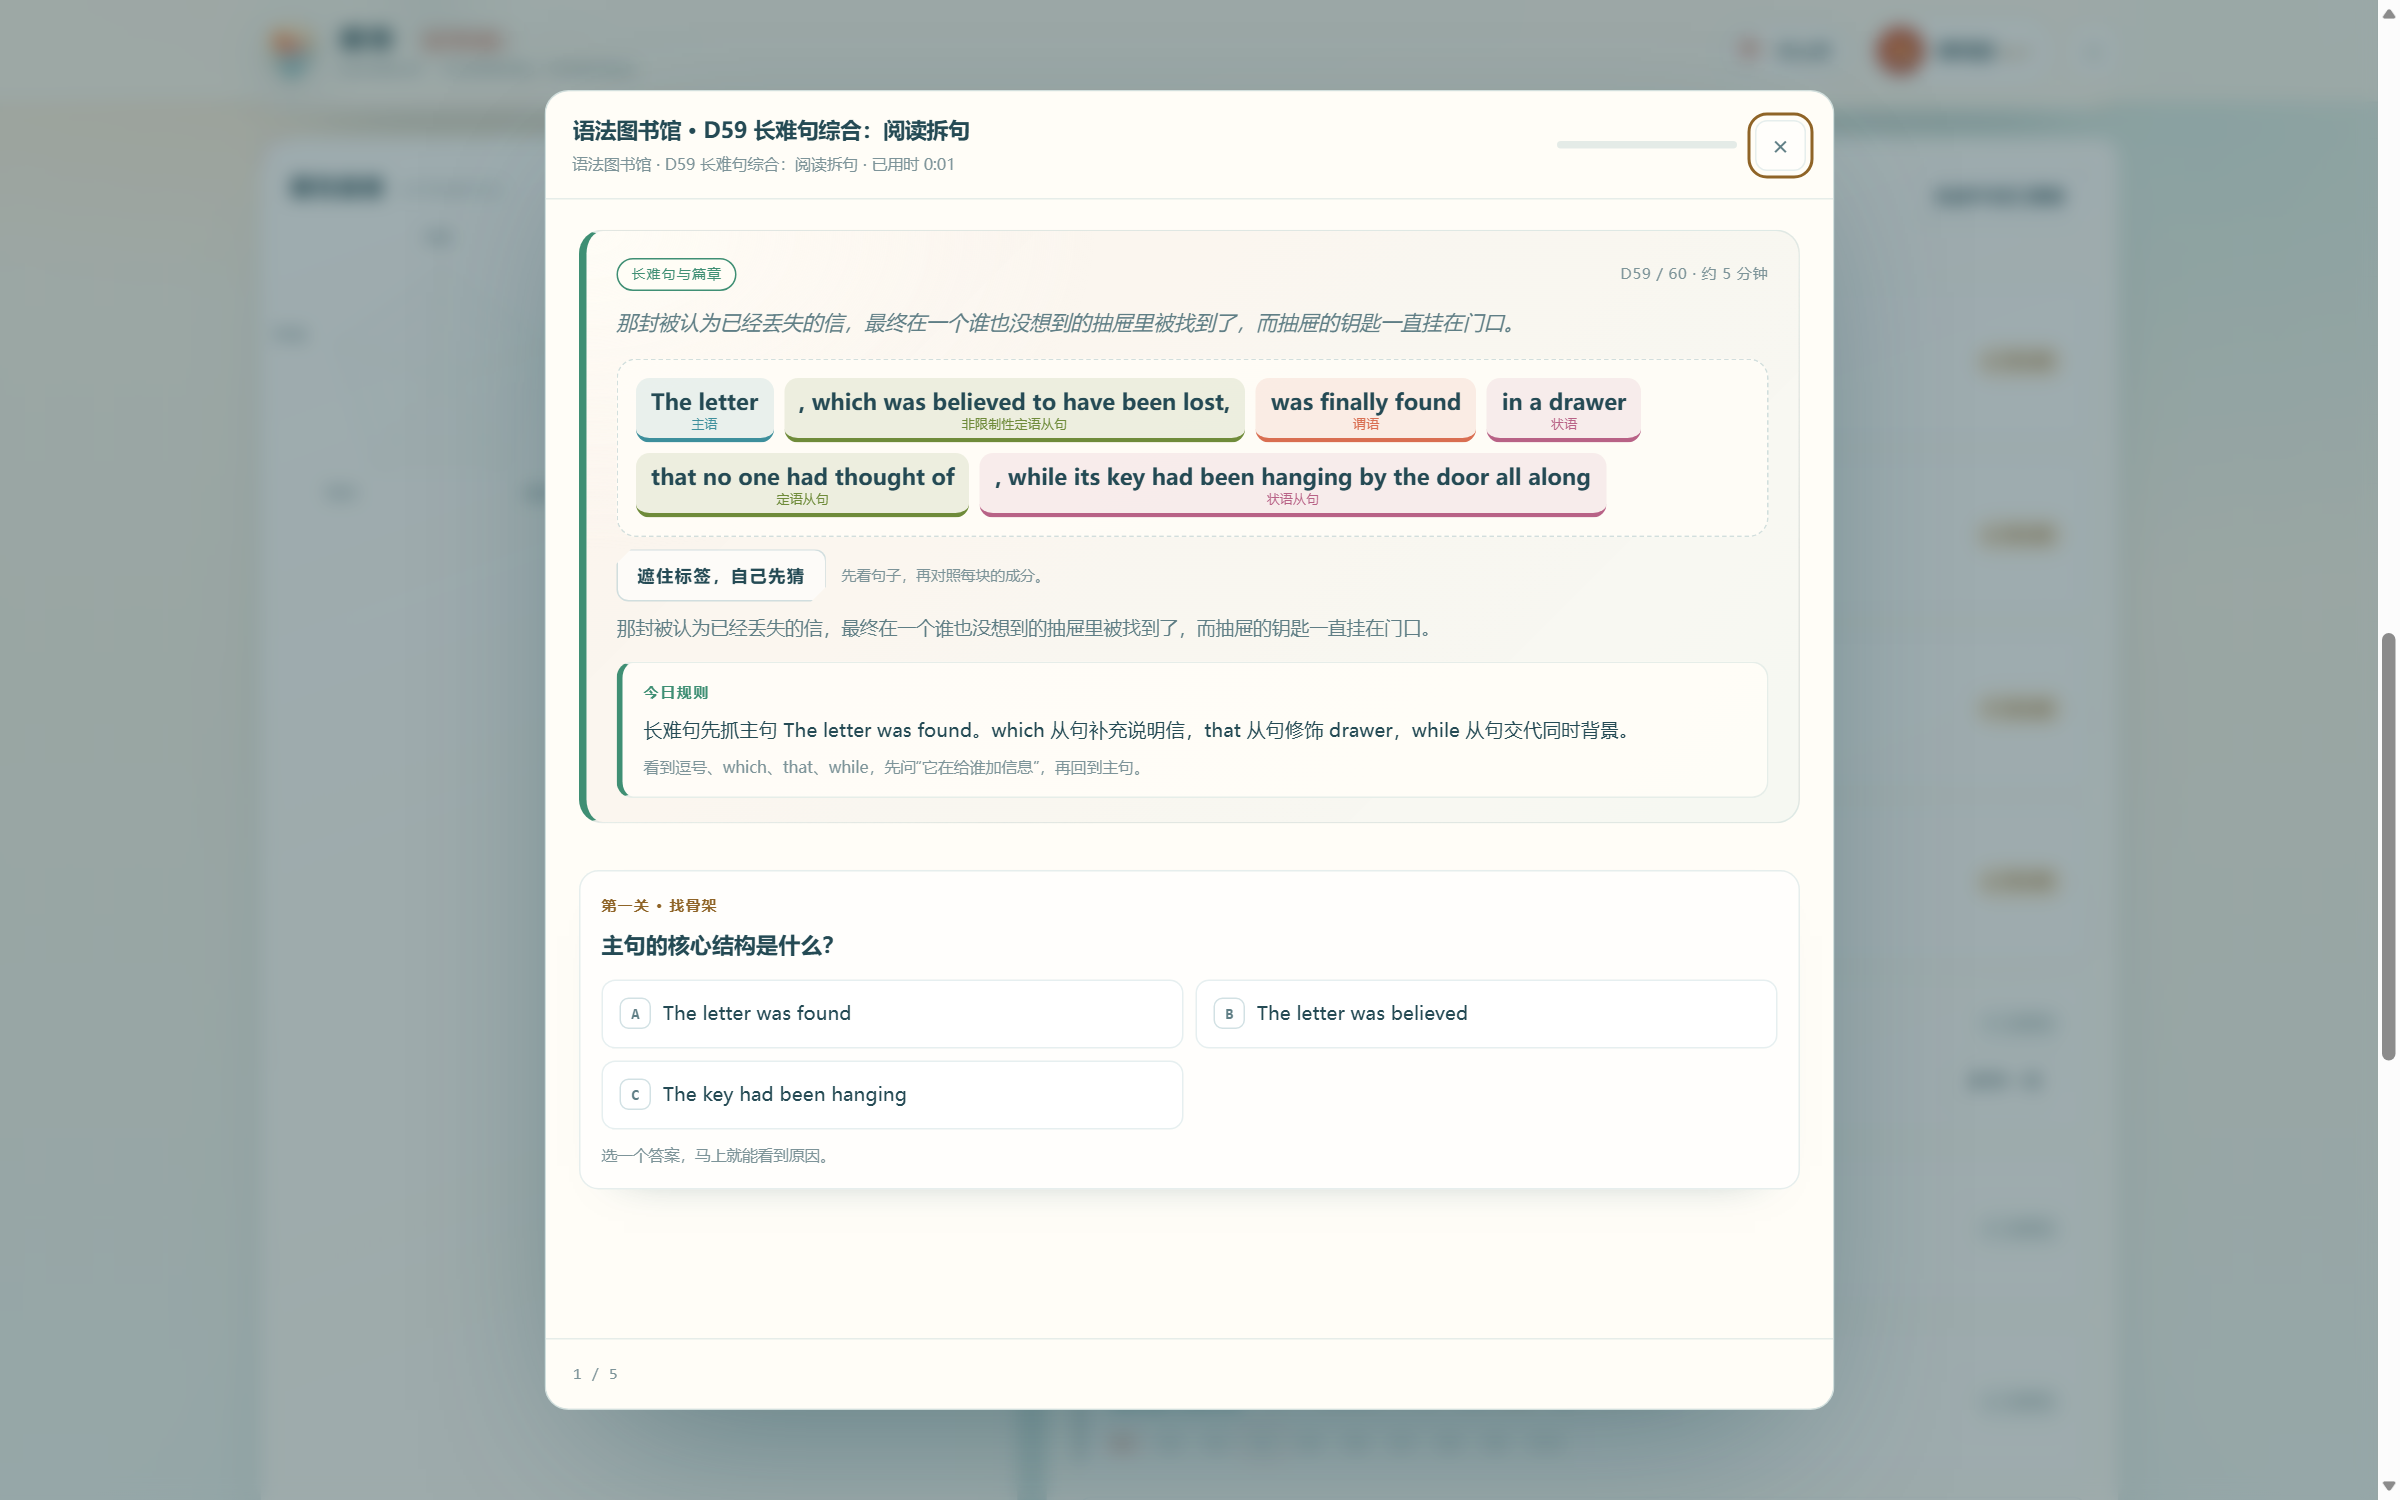 语法图书馆 • D59 长难句综合：阅读拆句
语法图书馆 · D59 长难句综合：阅读拆句 · 已用时 0:01
×
长难句与篇章
D59 / 60 · 约 5 分钟
那封被认为已经丢失的信，最终在一个谁也没想到的抽屉里被找到了，而抽屉的钥匙一直挂在门口。
The letter
主语
, which was believed to have been lost,
非限制性定语从句
was finally found
谓语
in a drawer
状语
that no one had thought of
定语从句
, while its key had been hanging by the door all along
状语从句
遮住标签，自己先猜
先看句子，再对照每块的成分。
那封被认为已经丢失的信，最终在一个谁也没想到的抽屉里被找到了，而抽屉的钥匙一直挂在门口。
今日规则
长难句先抓主句 The letter was found。which 从句补充说明信，that 从句修饰 drawer，while 从句交代同时背景。
看到逗号、which、that、while，先问“它在给谁加信息”，再回到主句。
第一关 • 找骨架
主句的核心结构是什么？
A The letter was found
B The letter was believed
C The key had been hanging
选一个答案，马上就能看到原因。
1 / 5